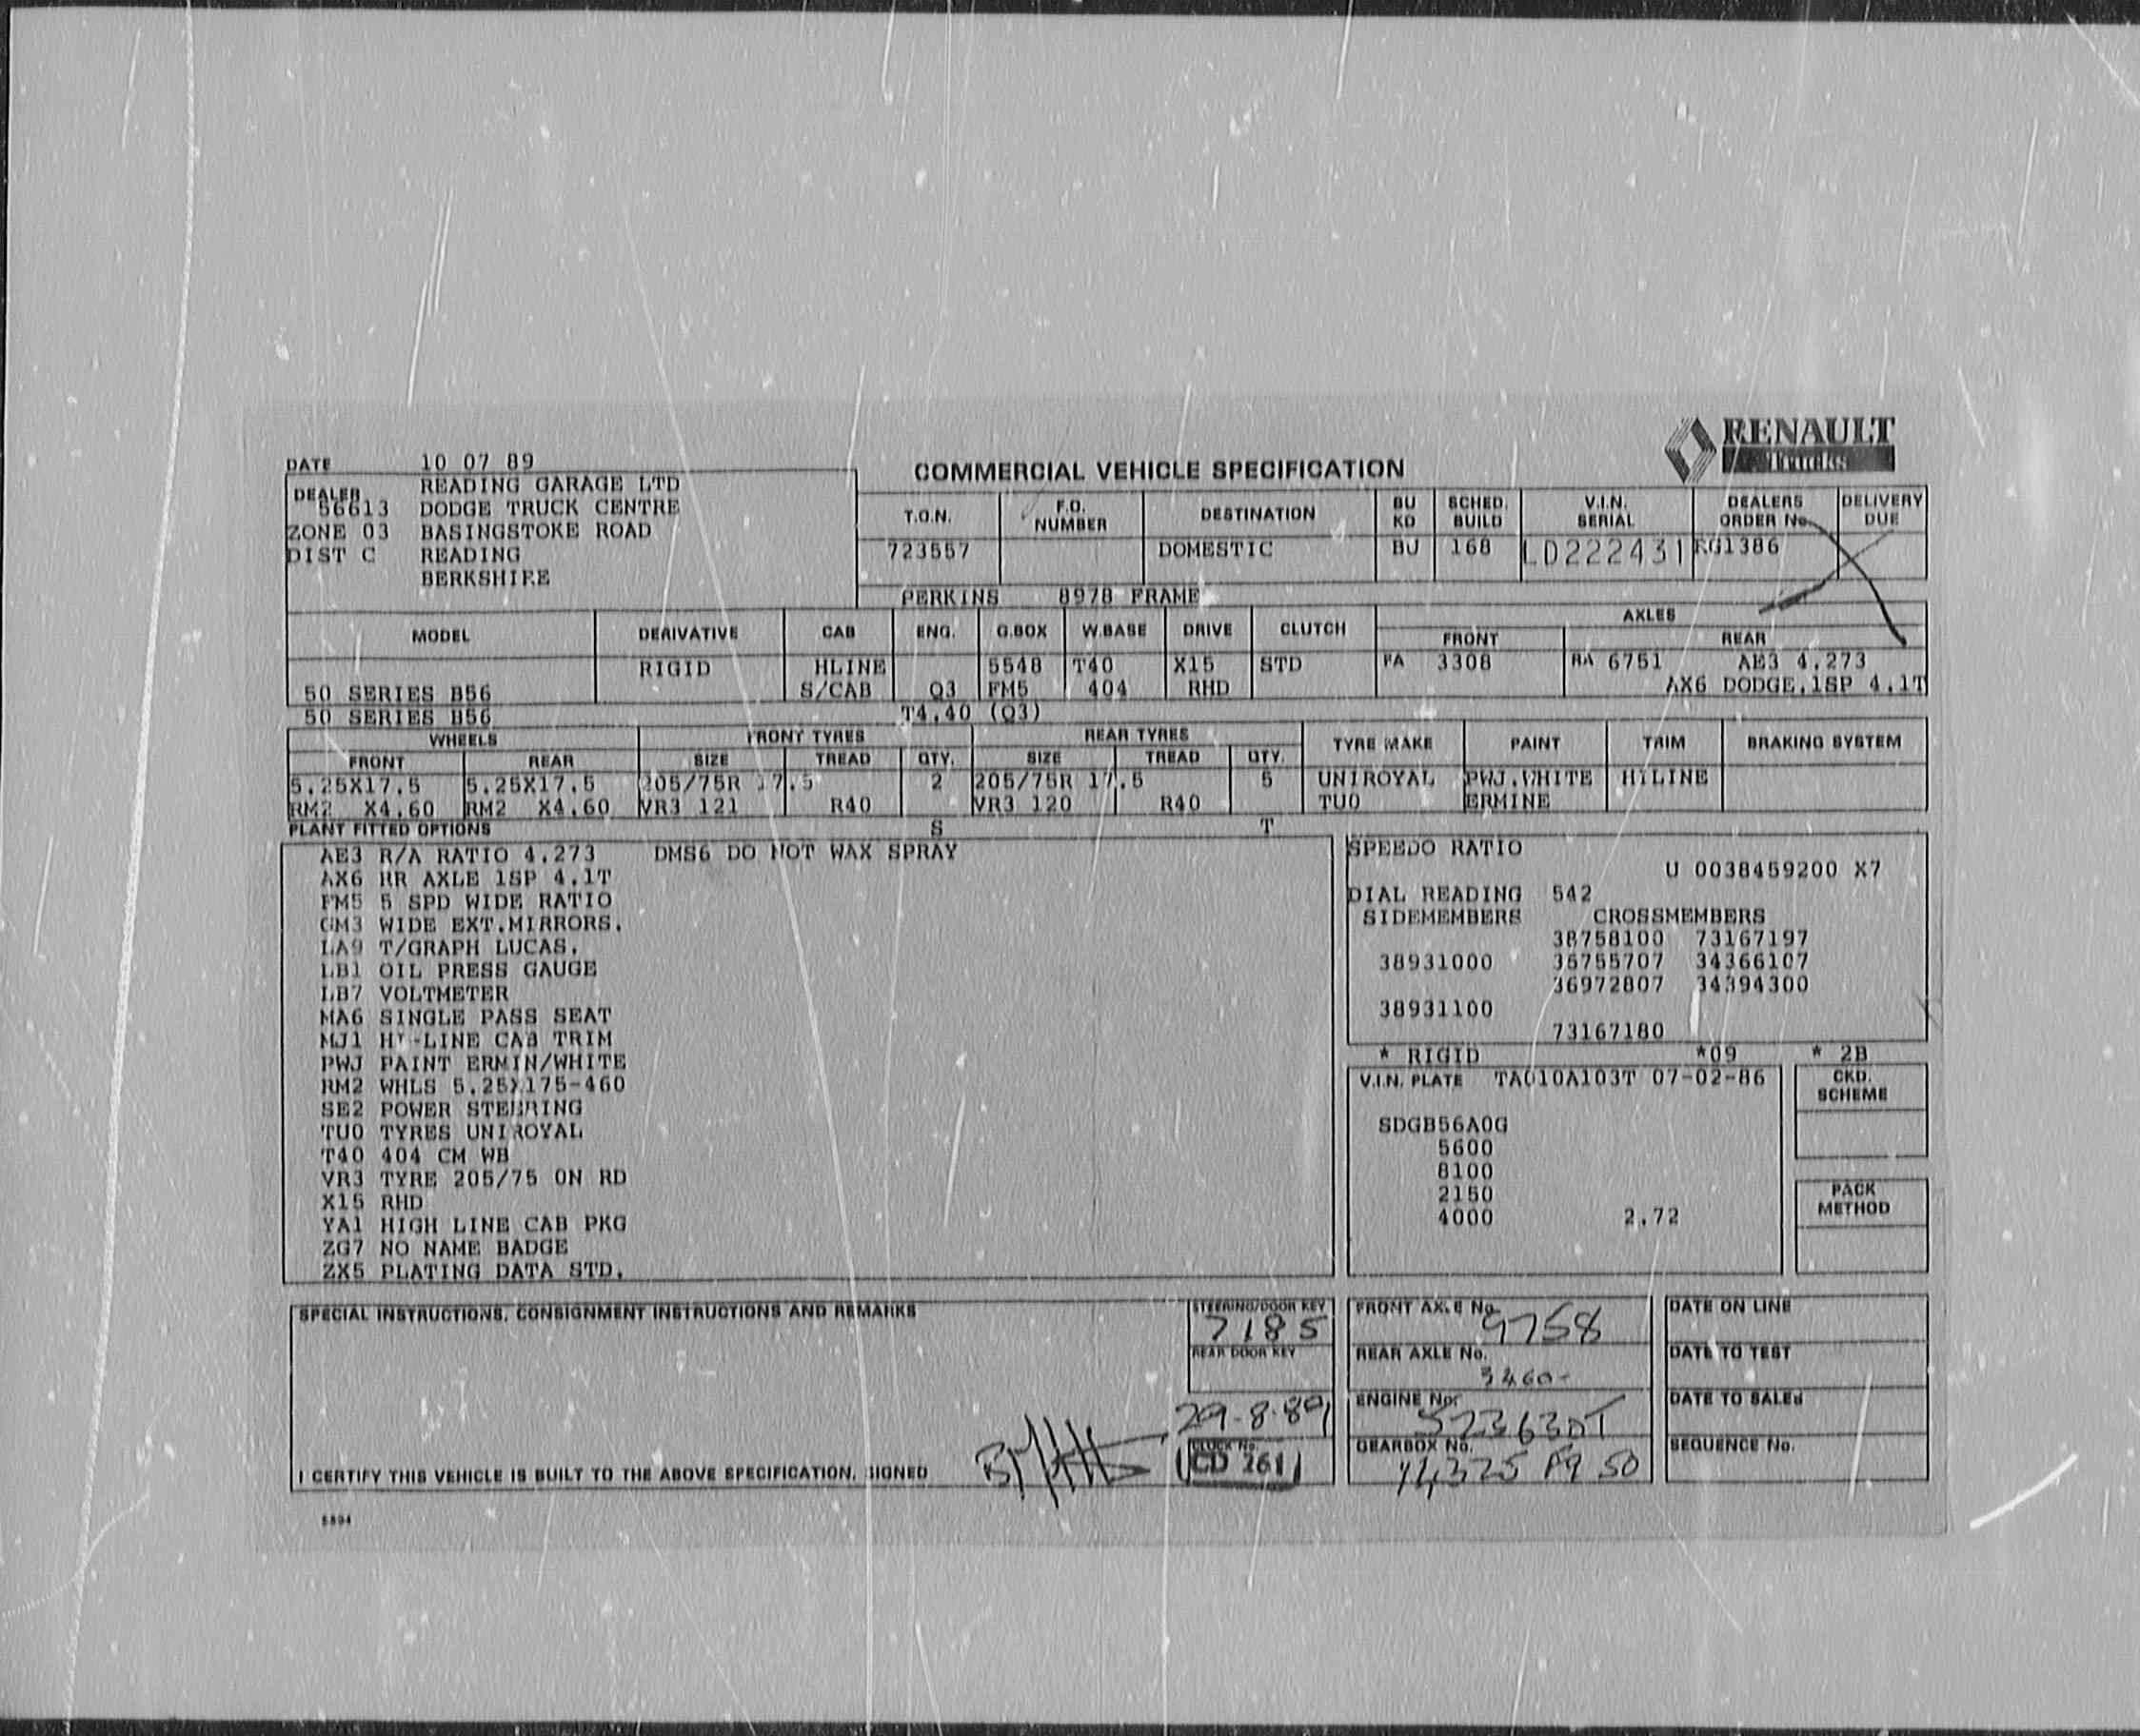 RENAULT
Trucks
DATE 10 07 89
COMMERCIAL VEHICLE SPECIFICATION
DEALER READING GARAGE LTD
56613 DODGE TRUCK CENTRE
ZONE 03 BASINGSTOKE ROAD
DIST C READING
BERKSHIRE
T.O.N. F.O. NUMBER DESTINATION BU KD SCHED. BUILD V.I.N. SERIAL DEALERS ORDER No. DELIVERY DUE
723557 DOMESTIC BU 168 LD222431 RG1386
PERKINS 8978 FRAME
MODEL DERIVATIVE CAB ENG. G.BOX W.BASE DRIVE CLUTCH AXLES
FRONT REAR
RIGID HLINE 5548 T40 X15 STD FA 3308 RA 6751 AE3 4.273
50 SERIES B56 S/CAB Q3 FM5 404 RHD AX6 DODGE.1SP 4.1T
50 SERIES B56 T4.40 (Q3)
WHEELS FRONT TYRES REAR TYRES TYRE MAKE PAINT TRIM BRAKING SYSTEM
FRONT REAR SIZE TREAD QTY. SIZE TREAD QTY.
5.25X17.5 5.25X17.5 205/75R 17.5 2 205/75R 17.5 5 UNIROYAL PWJ.WHITE HILINE
RM2 X4.60 RM2 X4.60 VR3 121 R40 VR3 120 R40 TU0 ERMINE
PLANT FITTED OPTIONS S T
AE3 R/A RATIO 4.273 DMS6 DO NOT WAX SPRAY
AX6 RR AXLE 1SP 4.1T
FM5 5 SPD WIDE RATIO
GM3 WIDE EXT.MIRRORS.
LA9 T/GRAPH LUCAS.
LB1 OIL PRESS GAUGE
LB7 VOLTMETER
MA6 SINGLE PASS SEAT
MJ1 HI-LINE CAB TRIM
PWJ PAINT ERMIN/WHITE
RM2 WHLS 5.25X175-460
SE2 POWER STEERING
TU0 TYRES UNIROYAL
T40 404 CM WB
VR3 TYRE 205/75 ON RD
X15 RHD
YA1 HIGH LINE CAB PKG
ZG7 NO NAME BADGE
ZX5 PLATING DATA STD.
SPEEDO RATIO
U 0038459200 X7
DIAL READING 542
SIDEMEMBERS CROSSMEMBERS
38758100 73167197
38931000 36755707 34366107
36972807 34394300
38931100
73167180
* RIGID *09 * 2B
V.I.N. PLATE TA010A103T 07-02-86
SDGB56A0G
5600
8100
2150
4000 2.72
CKD. SCHEME
PACK METHOD
SPECIAL INSTRUCTIONS, CONSIGNMENT INSTRUCTIONS AND REMARKS
STEERING/DOOR KEY
7185
REAR DOOR KEY
29-8-89
CLOCK No.
CD 261
I CERTIFY THIS VEHICLE IS BUILT TO THE ABOVE SPECIFICATION. SIGNED
FRONT AXLE No. 9758
REAR AXLE No. 3460-
ENGINE No. 523630T
GEARBOX No.
DATE ON LINE
DATE TO TEST
DATE TO SALES
SEQUENCE No.
5894